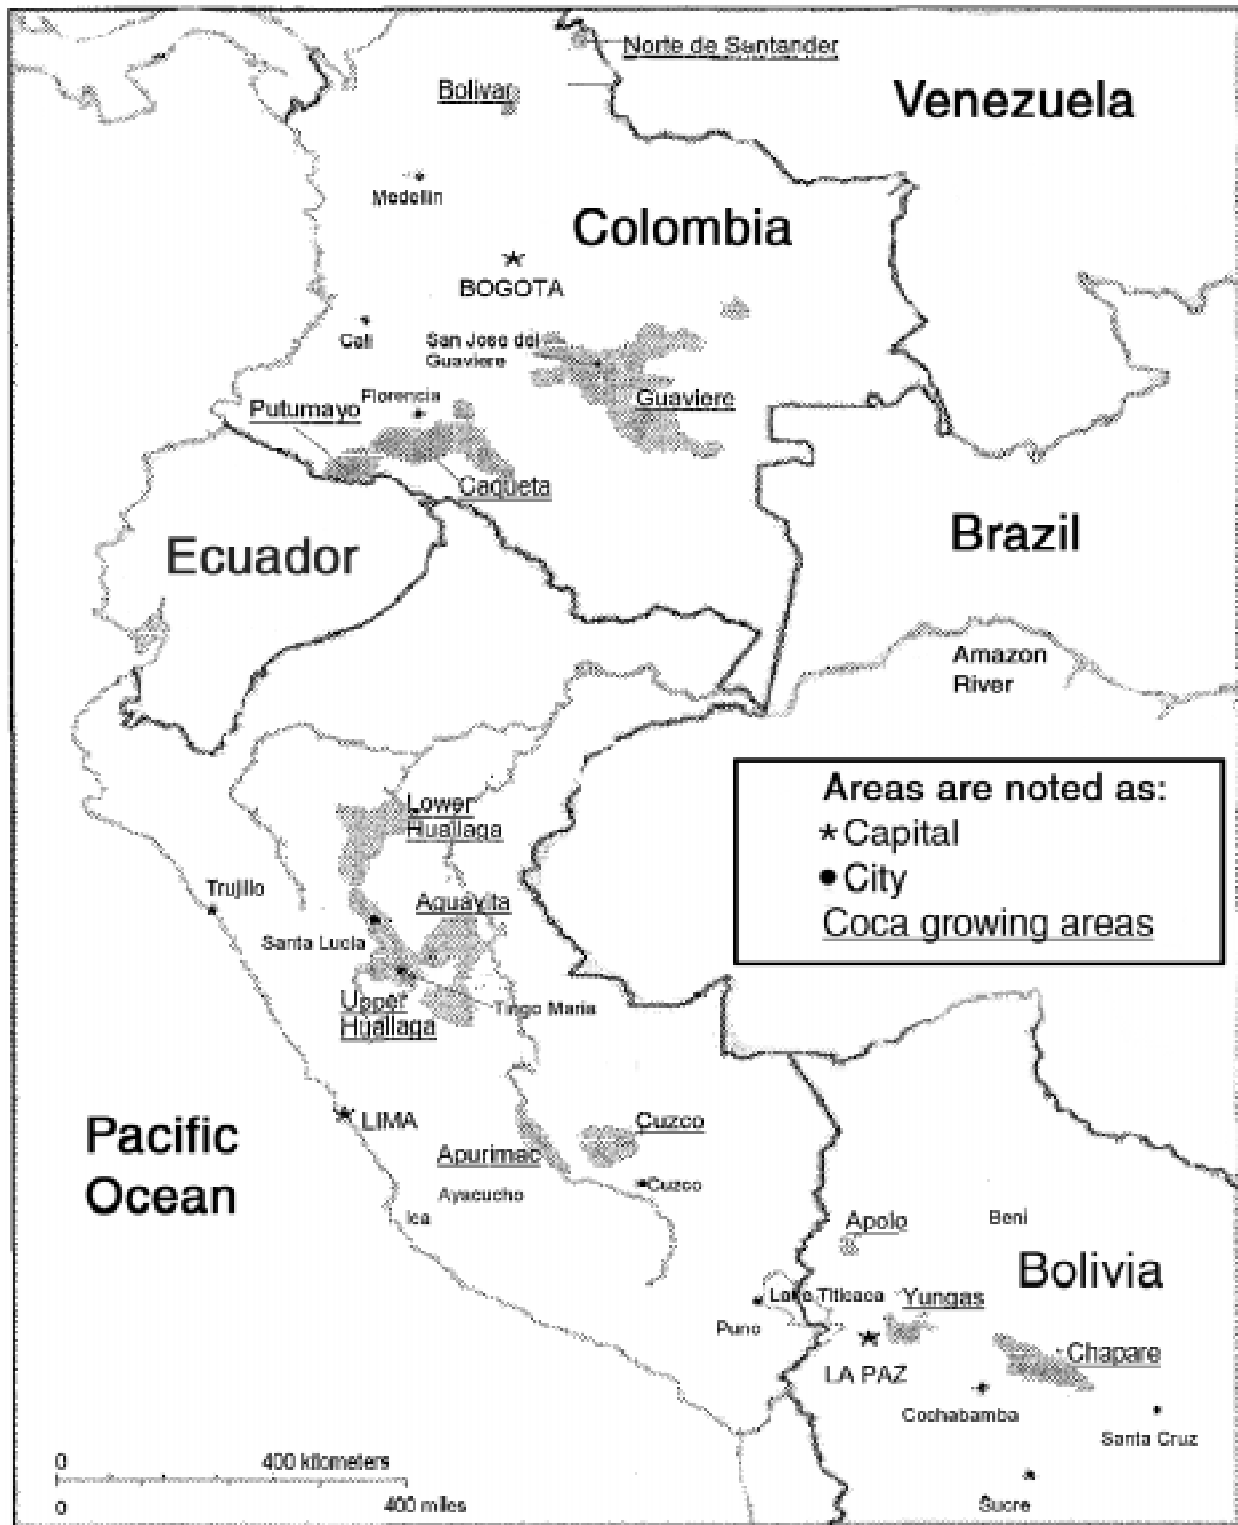 Norte de Santander
Bolivar
Venezuela
Medellin
Colombia
BOGOTA
Cali
San Jose del
Guaviere
Guaviere
Florencia
Putumayo
Caqueta
Ecuador
Brazil
Amazon
River
Areas are noted as:
Capital
City
Coca growing areas
Lower
Huallaga
Trujillo
Aguayita
Santa Lucia
Upper
Huallaga
Tingo Maria
Pacific
Ocean
LIMA
Cuzco
Apurimac
Ayacucho
Cuzco
Ica
Apolo
Beni
Bolivia
Lake Titicaca
Yungas
Puno
LA PAZ
Chapare
Cochabamba
Santa Cruz
Sucre
0 400 kilometers
0 400 miles